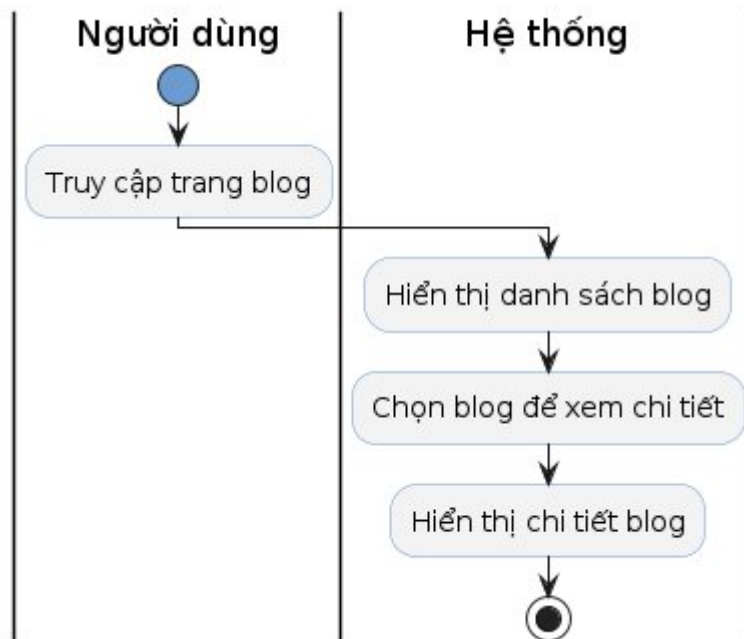 Người dùng
Hệ thống
Truy cập trang blog
Hiển thị danh sách blog
Chọn blog để xem chi tiết
Hiển thị chi tiết blog